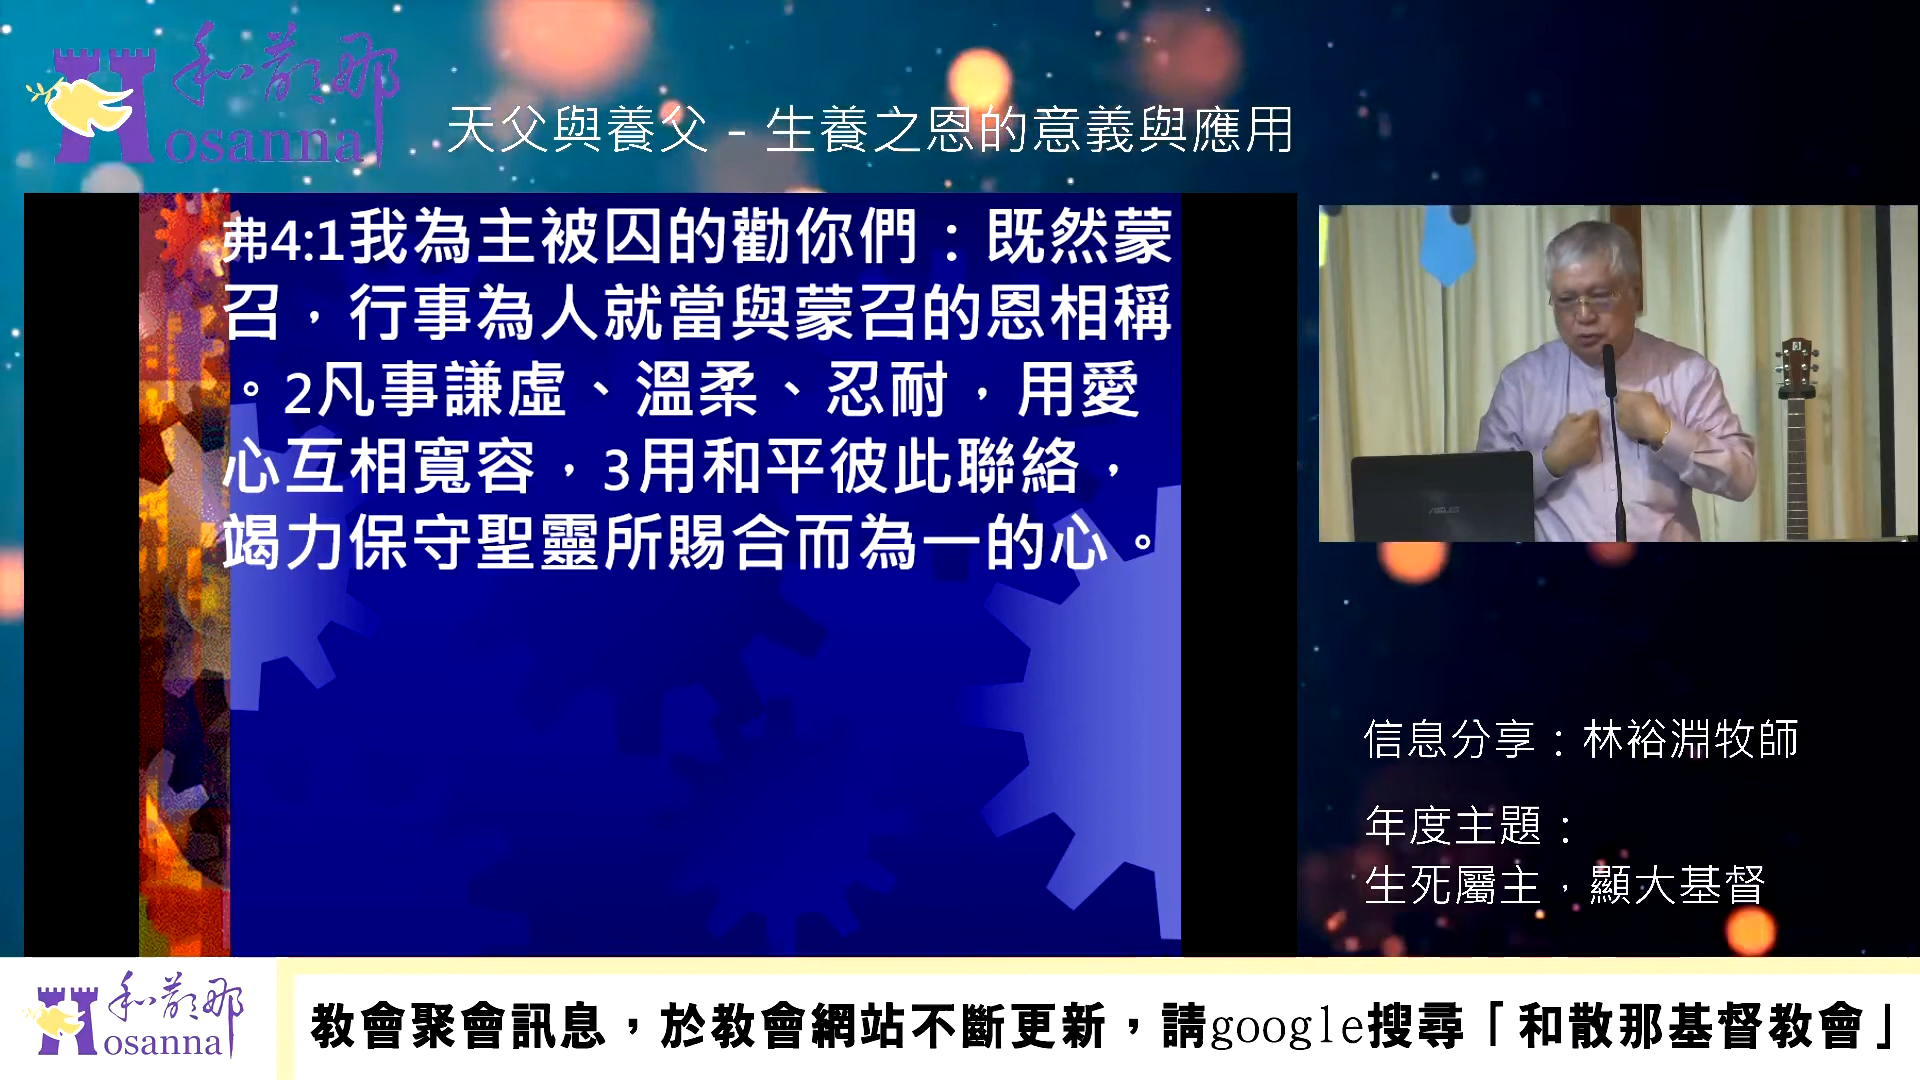 和散那
Hosanna
天父與養父 - 生養之恩的意義與應用
弗4:1我為主被囚的勸你們：既然蒙
召，行事為人就當與蒙召的恩相稱
。2凡事謙虛、溫柔、忍耐，用愛
心互相寬容，3用和平彼此聯絡，
竭力保守聖靈所賜合而為一的心。
ASUS
信息分享：林裕淵牧師
年度主題：
生死屬主，顯大基督
和散那
Hosanna
教會聚會訊息，於教會網站不斷更新，請google搜尋「和散那基督教會」